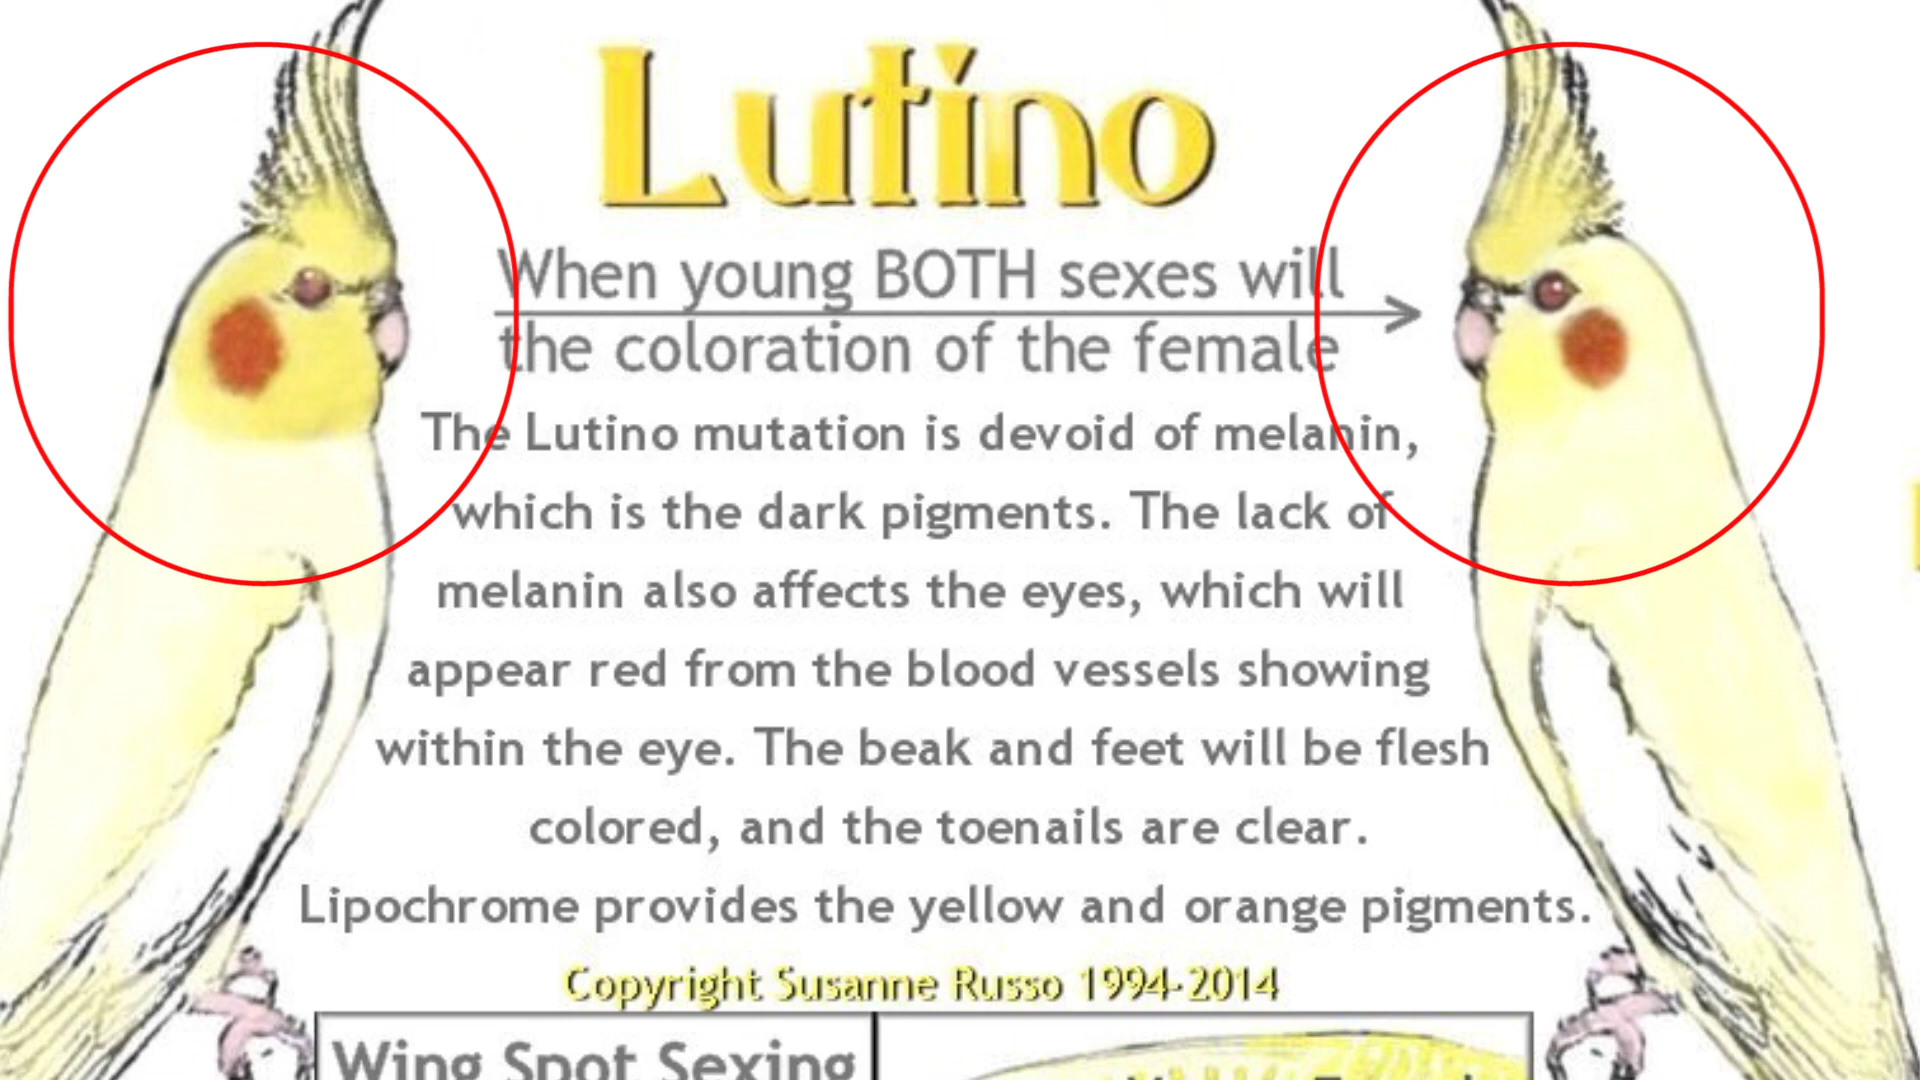 Lutino
When young BOTH sexes will
the coloration of the female
The Lutino mutation is devoid of melanin,
which is the dark pigments. The lack of
melanin also affects the eyes, which will
appear red from the blood vessels showing
within the eye. The beak and feet will be flesh
colored, and the toenails are clear.
Lipochrome provides the yellow and orange pigments.
Copyright Susanne Russo 1994-2014
Wing Spot Sexing